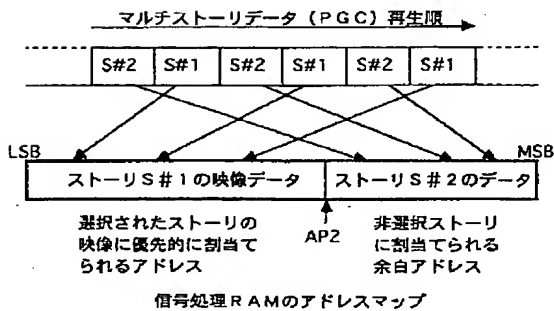 マルチストーリデータ（PGC）再生順
S#2 S#1 S#2 S#1 S#2 S#1
LSB MSB
ストーリS#1の映像データ ストーリS#2のデータ
選択されたストーリの
映像に優先的に割当て
られるアドレス
AP2
非選択ストーリ
に割当てられる
余白アドレス
信号処理RAMのアドレスマップ